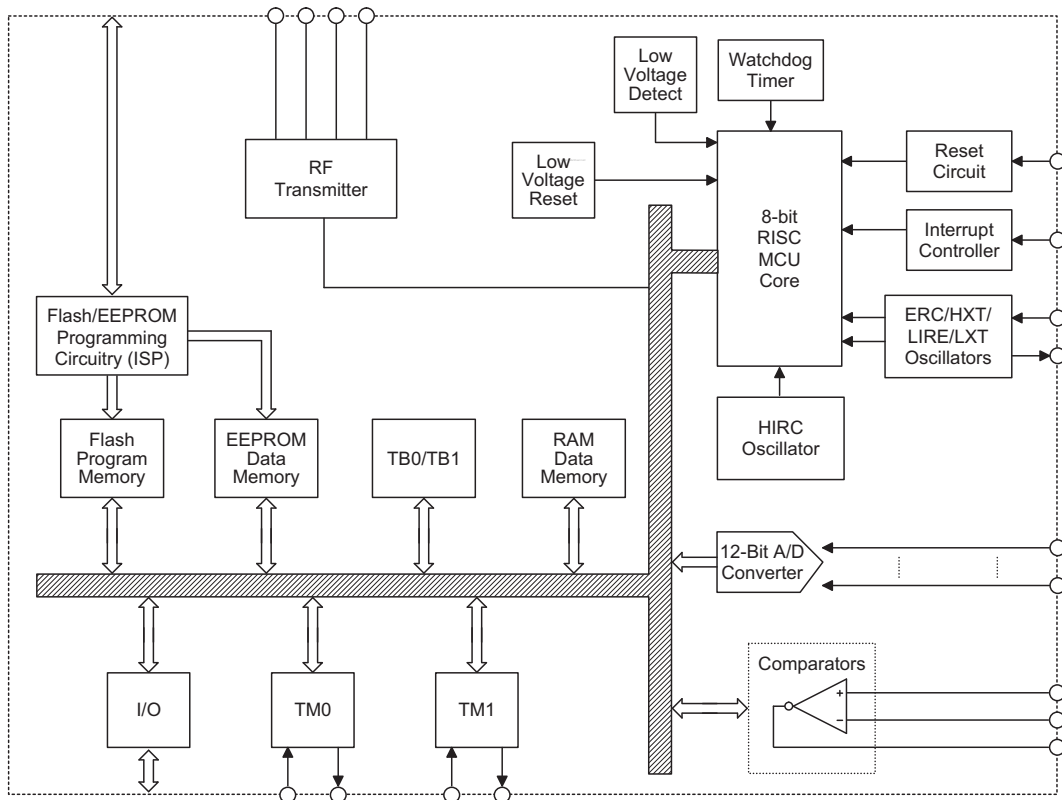 RF
Transmitter
Low
Voltage
Detect
Watchdog
Timer
Low
Voltage
Reset
8-bit
RISC
MCU
Core
Reset
Circuit
Interrupt
Controller
ERC/HXT/
LIRE/LXT
Oscillators
HIRC
Oscillator
Flash/EEPROM
Programming
Circuitry (ISP)
Flash
Program
Memory
EEPROM
Data
Memory
TB0/TB1
RAM
Data
Memory
12-Bit A/D
Converter
Comparators
+
−
I/O
TM0
TM1